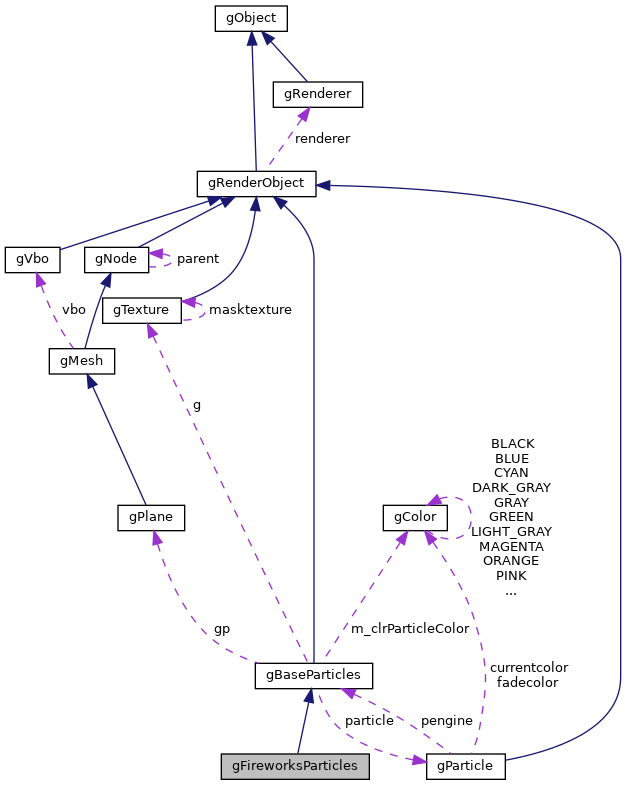 gObject
gRenderer
renderer
gRenderObject
gVbo
gNode
parent
gTexture
masktexture
vbo
gMesh
g
BLACK
BLUE
CYAN
DARK_GRAY
GRAY
GREEN
LIGHT_GRAY
MAGENTA
ORANGE
PINK
...
gPlane
gColor
gp
m_clrParticleColor
currentcolor
fadecolor
gBaseParticles
particle
pengine
gFireworksParticles
gParticle